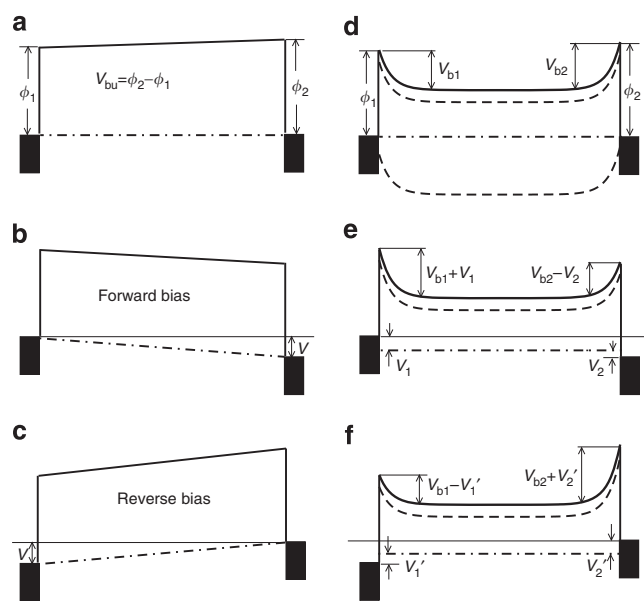 a
V_bu=ϕ_2−ϕ_1
ϕ_1
ϕ_2
b
Forward bias
V
c
Reverse bias
V
d
V_b1
V_b2
ϕ_1
ϕ_2
e
V_b1+V_1
V_b2−V_2
V_1
V_2
f
V_b1−V_1′
V_b2+V_2′
V_1′
V_2′